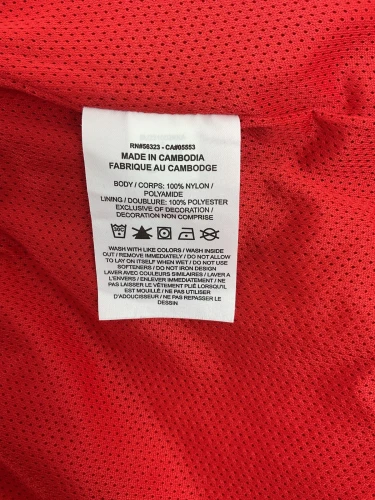 RN#56323 - CA#05553
MADE IN CAMBODIA
FABRIQUE AU CAMBODGE
BODY / CORPS: 100% NYLON /
POLYAMIDE
LINING / DOUBLURE: 100% POLYESTER
EXCLUSIVE OF DECORATION /
DECORATION NON COMPRISE
WASH WITH LIKE COLORS / WASH INSIDE
OUT / REMOVE IMMEDIATELY / DO NOT ALLOW
TO LAY ON ITSELF WHEN WET / DO NOT USE
SOFTENERS / DO NOT IRON DESIGN
LAVER AVEC COULEURS SIMILAIRES / LAVER A
L'ENVERS / ENLEVER IMMEDIATEMENT / NE
PAS LAISSER LE VÊTEMENT PLIÉ LORSQU'IL
EST MOUILLÉ / NE PAS UTILISER
D'ADOUCISSEUR / NE PAS REPASSER LE
DESSIN